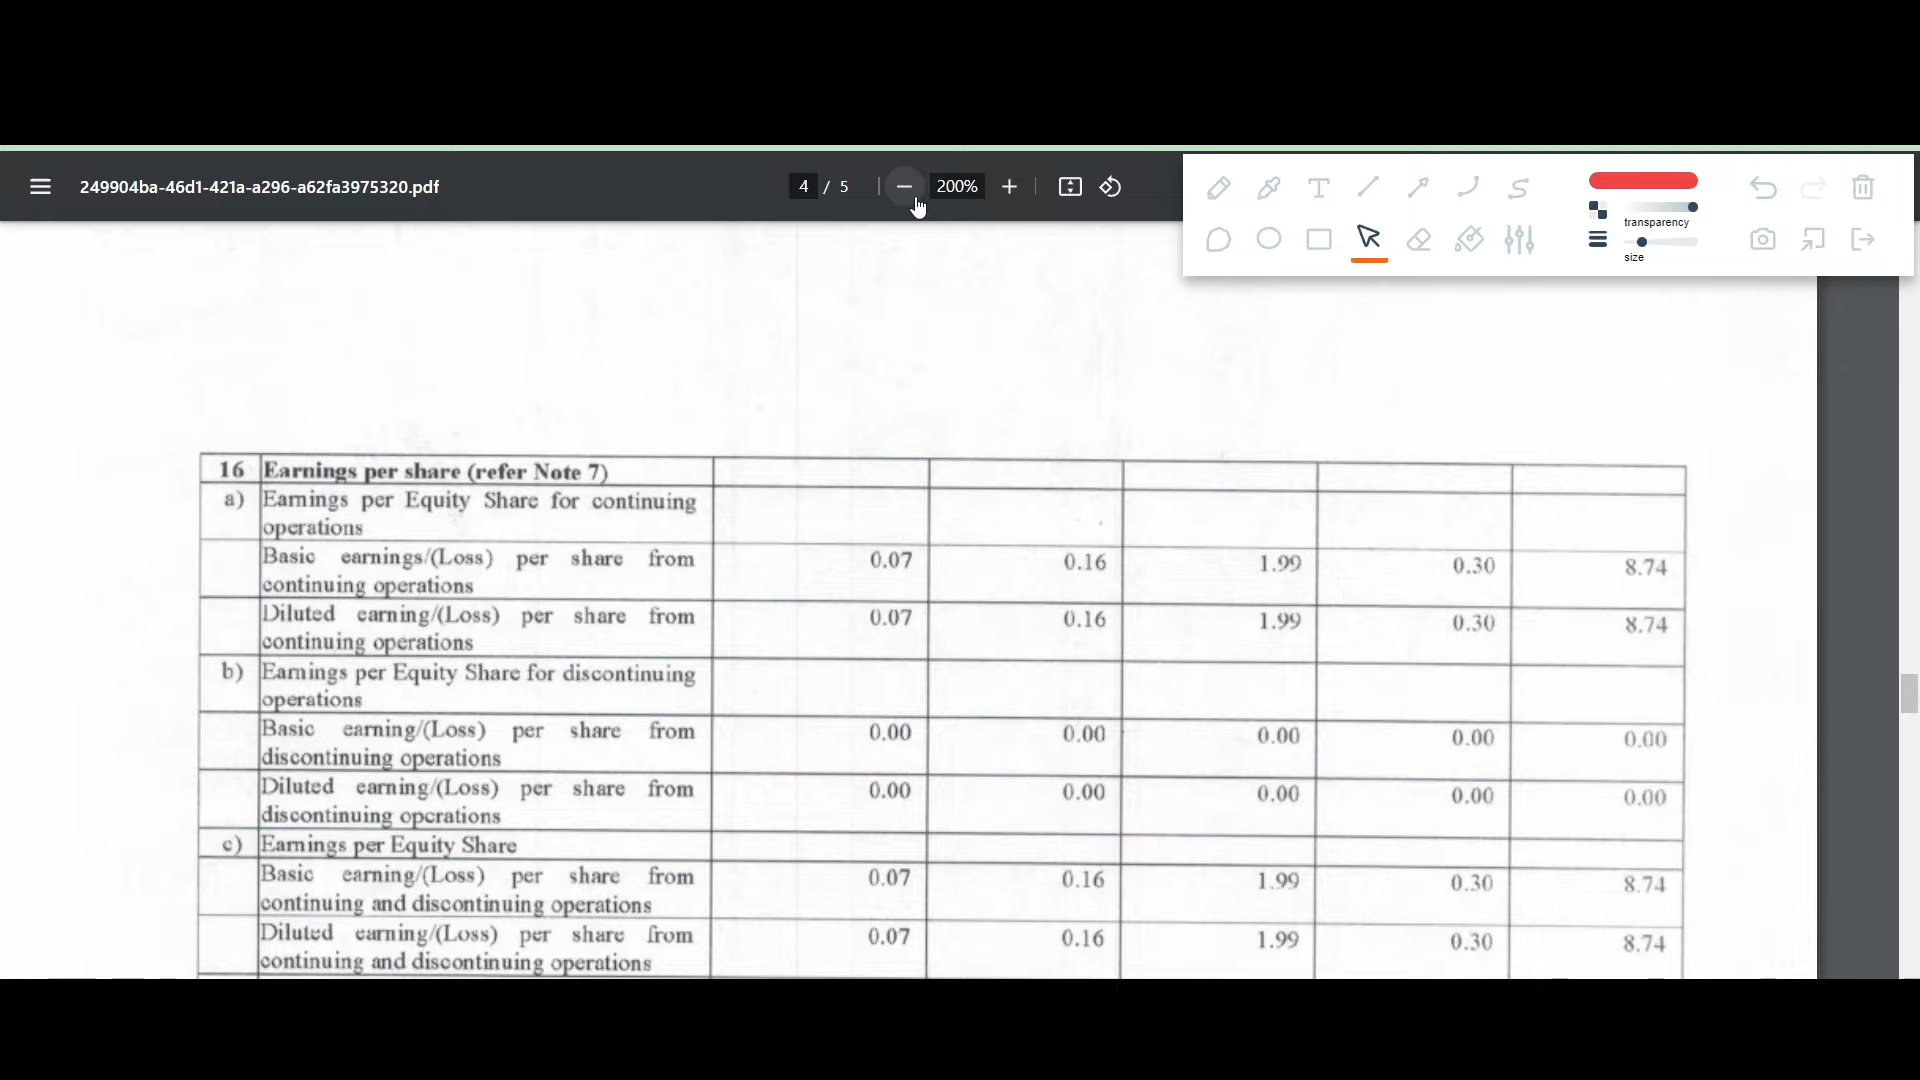 249904ba-46d1-421a-a296-a62fa3975320.pdf
4 / 5
200%
transparency
size
16 Earnings per share (refer Note 7)
a) Earnings per Equity Share for continuing
operations
Basic earnings/(Loss) per share from
continuing operations
0.07 0.16 1.99 0.30 8.74
Diluted earning/(Loss) per share from
continuing operations
0.07 0.16 1.99 0.30 8.74
b) Earnings per Equity Share for discontinuing
operations
Basic earning/(Loss) per share from
discontinuing operations
0.00 0.00 0.00 0.00 0.00
Diluted earning/(Loss) per share from
discontinuing operations
0.00 0.00 0.00 0.00 0.00
c) Earnings per Equity Share
Basic earning/(Loss) per share from
continuing and discontinuing operations
0.07 0.16 1.99 0.30 8.74
Diluted earning/(Loss) per share from
continuing and discontinuing operations
0.07 0.16 1.99 0.30 8.74